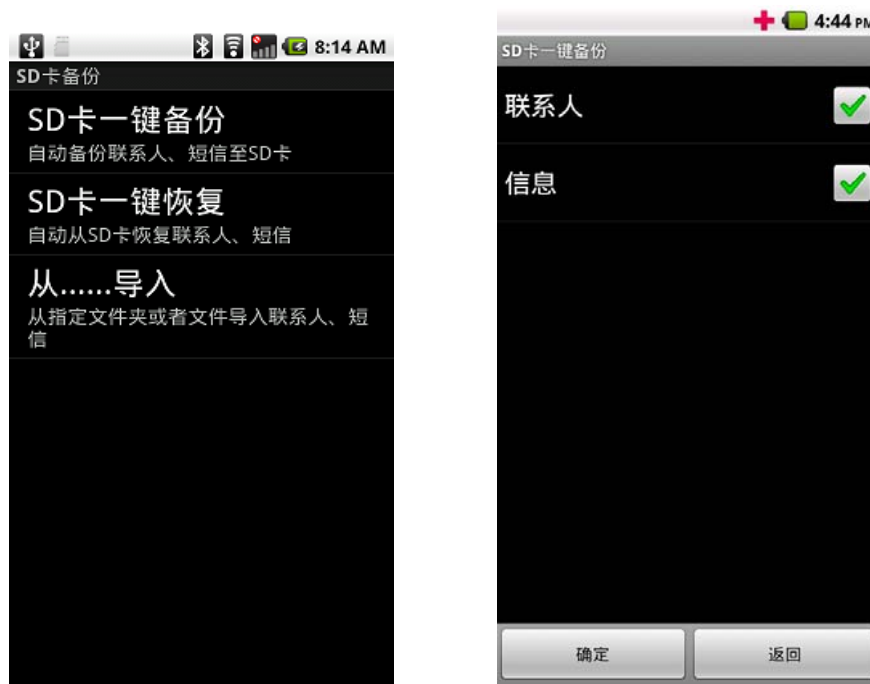 8:14 AM
SD卡备份
SD卡一键备份
自动备份联系人、短信至SD卡
SD卡一键恢复
自动从SD卡恢复联系人、短信
从……导入
从指定文件夹或者文件导入联系人、短
信
4:44 PM
SD卡一键备份
联系人
信息
确定
返回